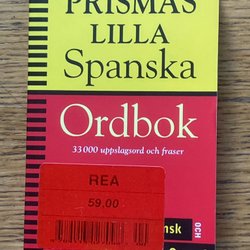 PRISMAS
LILLA
Spanska
Ordbok
33 000 uppslagsord och fraser
REA
59.00
nsk
OCH